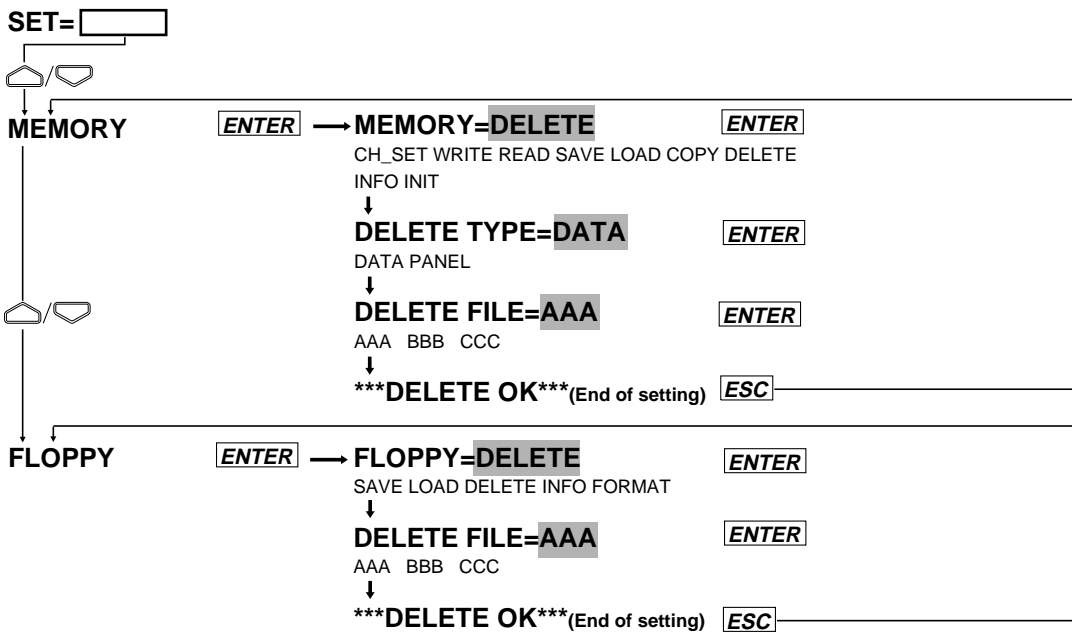 SET=
/
MEMORY ENTER MEMORY=DELETE ENTER
CH_SET WRITE READ SAVE LOAD COPY DELETE
INFO INIT
DELETE TYPE=DATA ENTER
DATA PANEL
/
DELETE FILE=AAA ENTER
AAA BBB CCC
***DELETE OK***(End of setting) ESC
FLOPPY ENTER FLOPPY=DELETE ENTER
SAVE LOAD DELETE INFO FORMAT
DELETE FILE=AAA ENTER
AAA BBB CCC
***DELETE OK***(End of setting) ESC